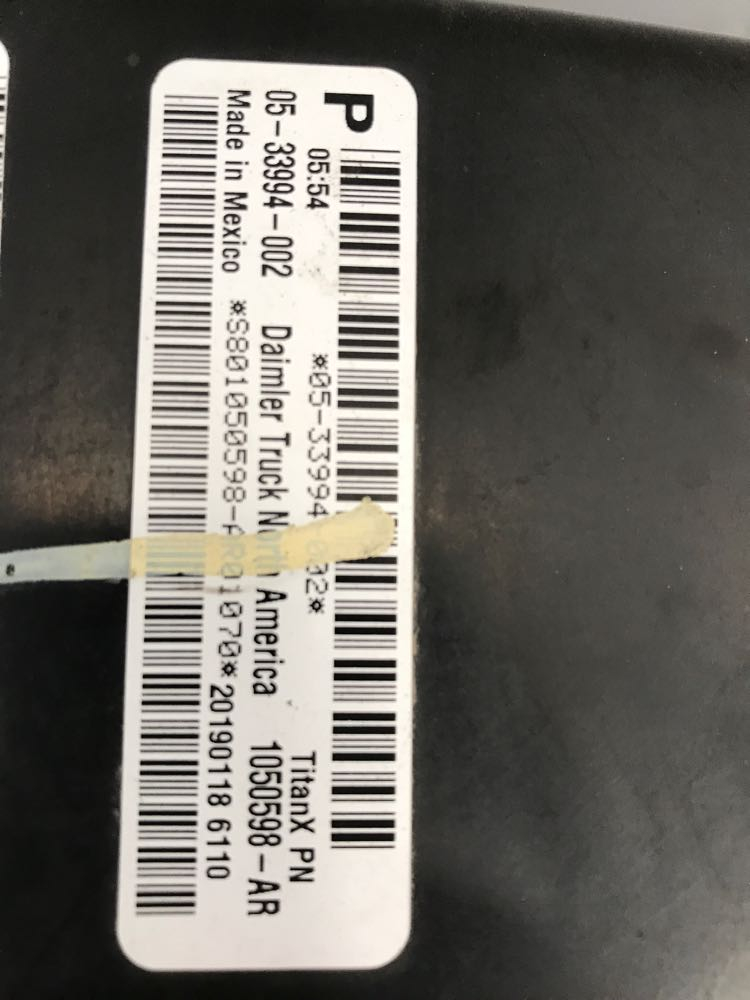 P
05:54 *05-33994-002* TitanX PN
05-33994-002 Daimler Truck North America 1050598-AR
Made in Mexico *S801050598-AR01070* 20190118 6110